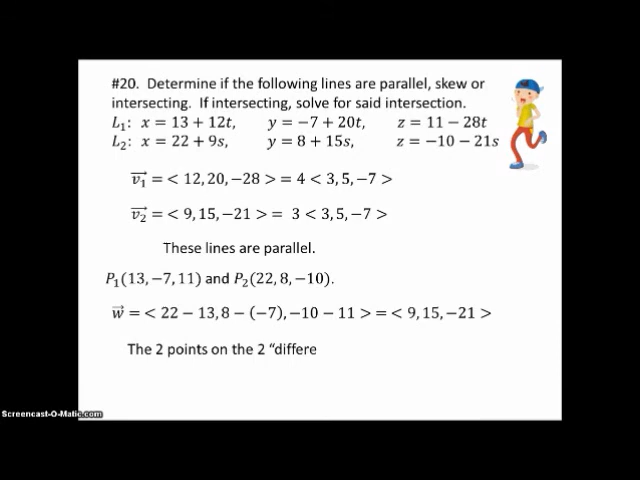 #20. Determine if the following lines are parallel, skew or
intersecting. If intersecting, solve for said intersection.
L₁: x = 13 + 12t, y = −7 + 20t, z = 11 − 28t
L₂: x = 22 + 9s, y = 8 + 15s, z = −10 − 21s
v₁⃗ = < 12, 20, −28 > = 4 < 3, 5, −7 >
v₂⃗ = < 9, 15, −21 > = 3 < 3, 5, −7 >
These lines are parallel.
P₁(13, −7, 11) and P₂(22, 8, −10).
w⃗ = < 22 − 13, 8 − (−7), −10 − 11 > = < 9, 15, −21 >
The 2 points on the 2 “differe
Screencast-O-Matic.com